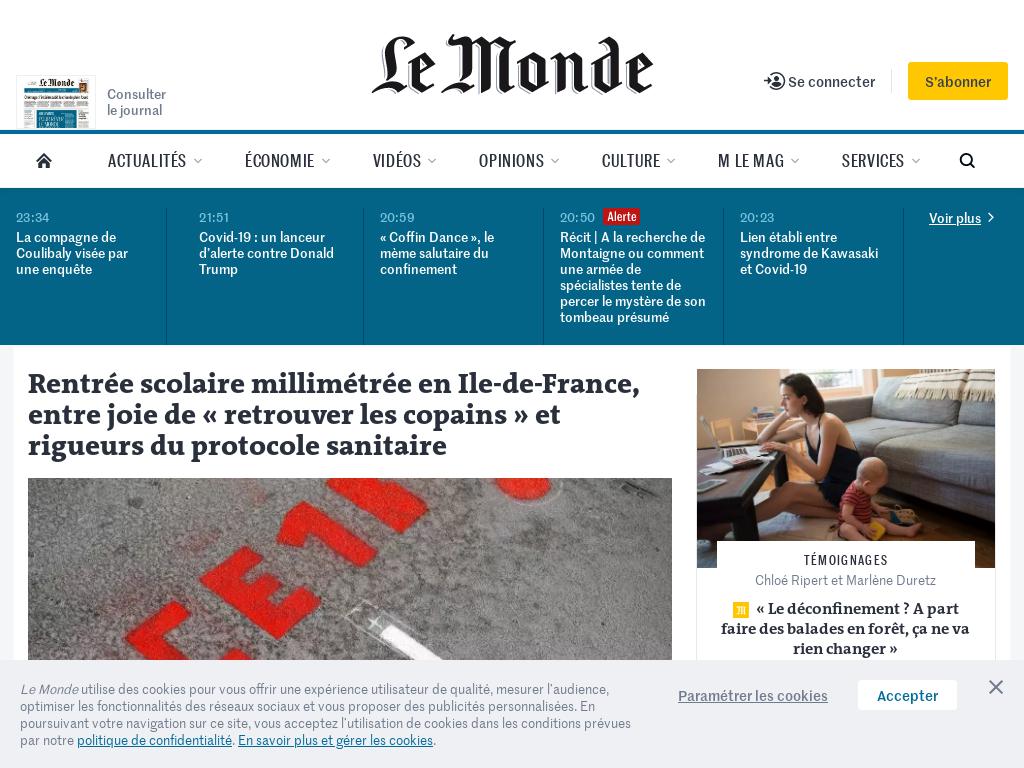 Le Monde
Le Monde
Consulter
le journal
Se connecter
S'abonner
ACTUALITÉS
ÉCONOMIE
VIDÉOS
OPINIONS
CULTURE
M LE MAG
SERVICES
23:34
La compagne de
Coulibaly visée par
une enquête
21:51
Covid-19 : un lanceur
d'alerte contre Donald
Trump
20:59
« Coffin Dance », le
mème salutaire du
confinement
20:50 Alerte
Récit | A la recherche de
Montaigne ou comment
une armée de
spécialistes tente de
percer le mystère de son
tombeau présumé
20:23
Lien établi entre
syndrome de Kawasaki
et Covid-19
Voir plus
Rentrée scolaire millimétrée en Ile-de-France,
entre joie de « retrouver les copains » et
rigueurs du protocole sanitaire
TÉMOIGNAGES
Chloé Ripert et Marlène Duretz
« Le déconfinement ? A part
faire des balades en forêt, ça ne va
rien changer »
Le Monde utilise des cookies pour vous offrir une expérience utilisateur de qualité, mesurer l'audience,
optimiser les fonctionnalités des réseaux sociaux et vous proposer des publicités personnalisées. En
poursuivant votre navigation sur ce site, vous acceptez l'utilisation de cookies dans les conditions prévues
par notre politique de confidentialité. En savoir plus et gérer les cookies.
Paramétrer les cookies
Accepter